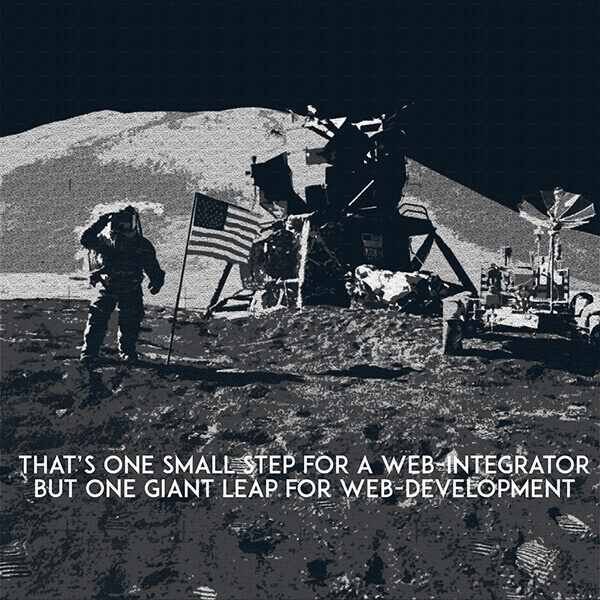 THAT'S ONE SMALL STEP FOR A WEB-INTEGRATOR
BUT ONE GIANT LEAP FOR WEB-DEVELOPMENT